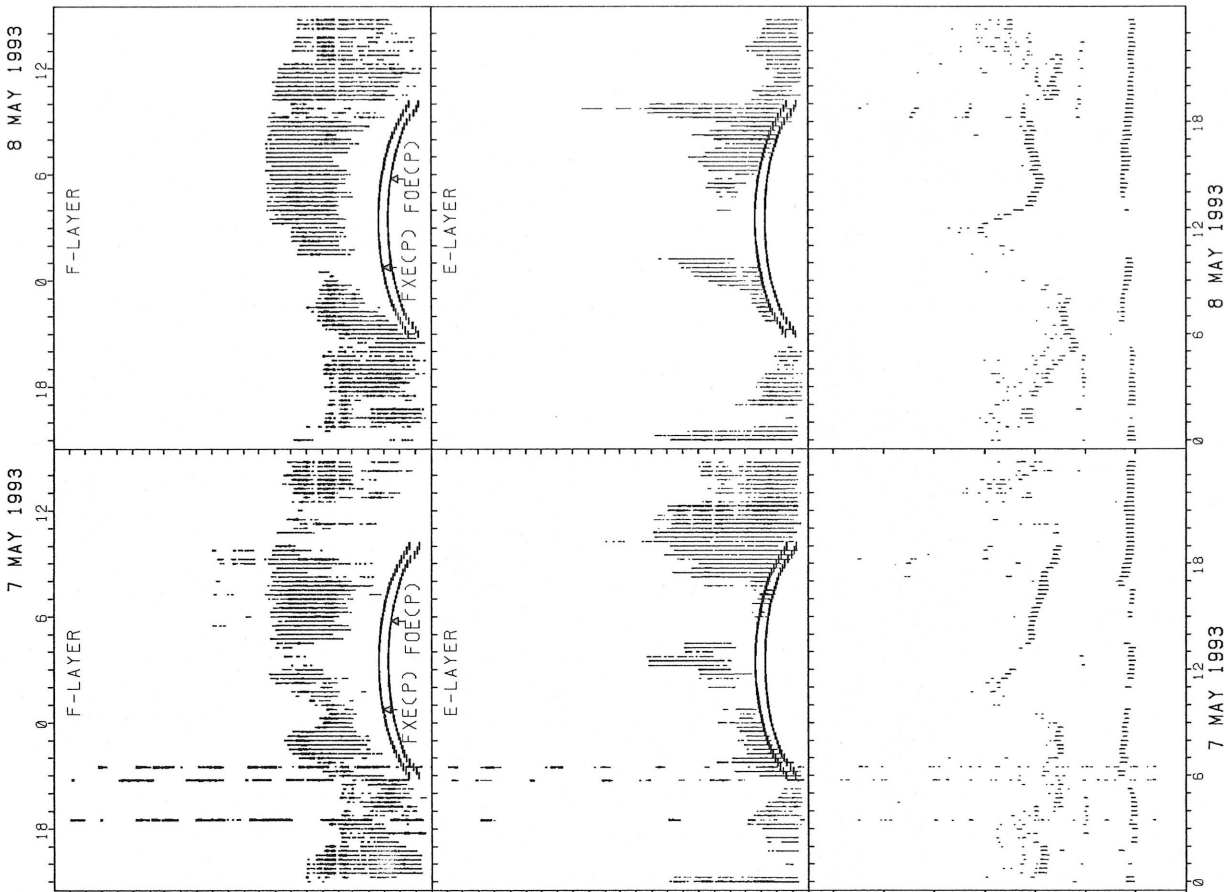 7 MAY 1993
8 MAY 1993
18 0 6 12
18 0 6 12
F-LAYER
F-LAYER
FXE(P) FOE(P)
FXE(P) FOE(P)
E-LAYER
E-LAYER
0 6 12 18
0 6 12 18
7 MAY 1993
8 MAY 1993